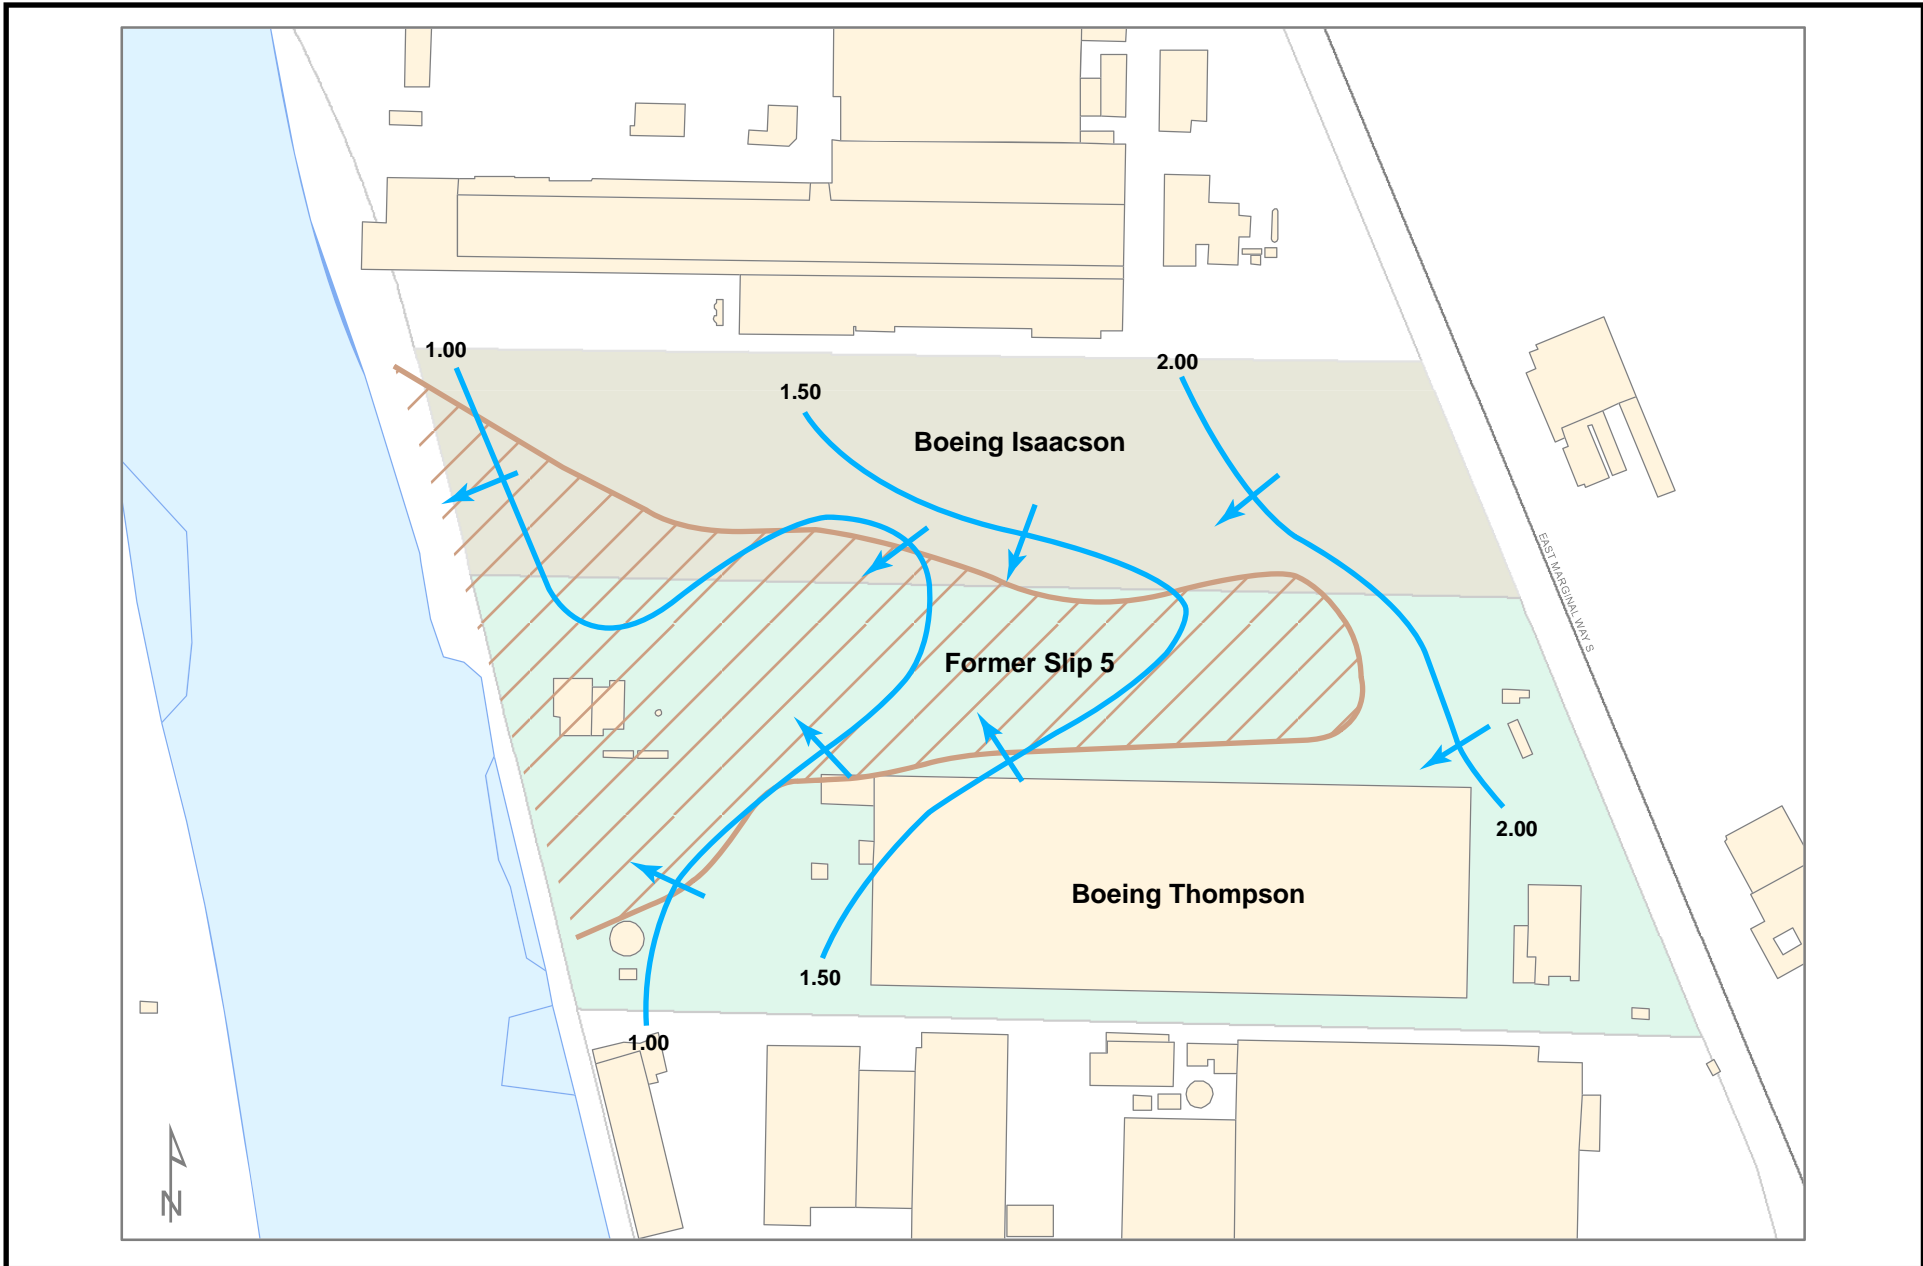 1.00
2.00
1.50
Boeing Isaacson
EAST MARGINAL WAY S
Former Slip 5
2.00
Boeing Thompson
1.50
1.00
N